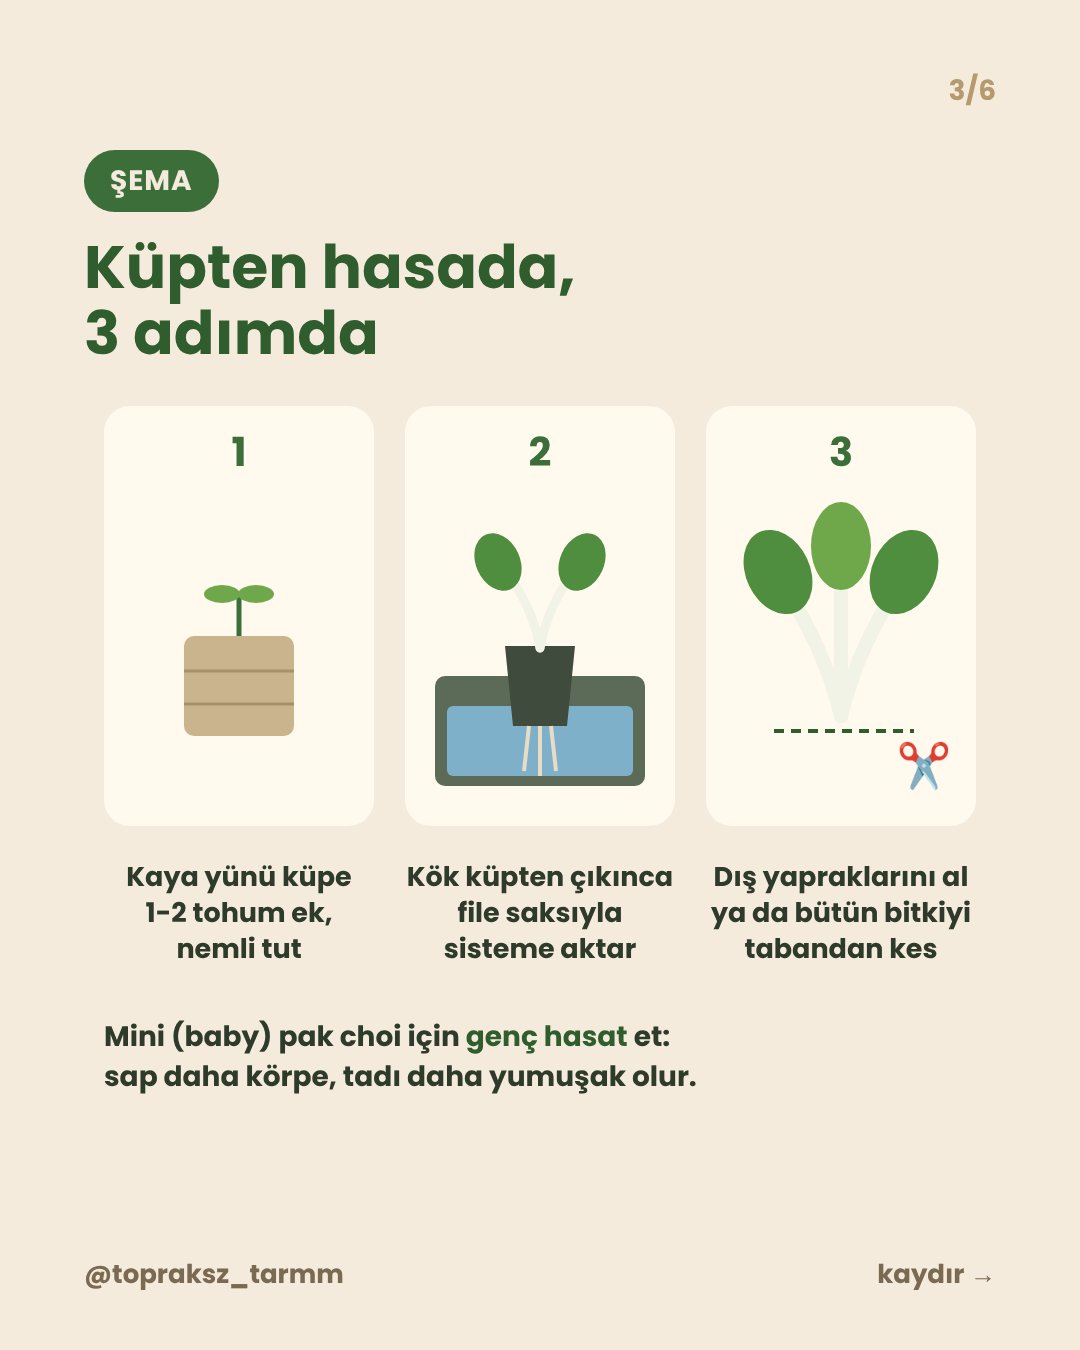 3/6
ŞEMA
Küpten hasada,
3 adımda
1
2
3
Kaya yünü küpe
1–2 tohum ek,
nemli tut
Kök küpten çıkınca
file saksıyla
sisteme aktar
Dış yapraklarını al
ya da bütün bitkiyi
tabandan kes
Mini (baby) pak choi için genç hasat et:
sap daha körpe, tadı daha yumuşak olur.
@topraksz_tarmm
kaydır →